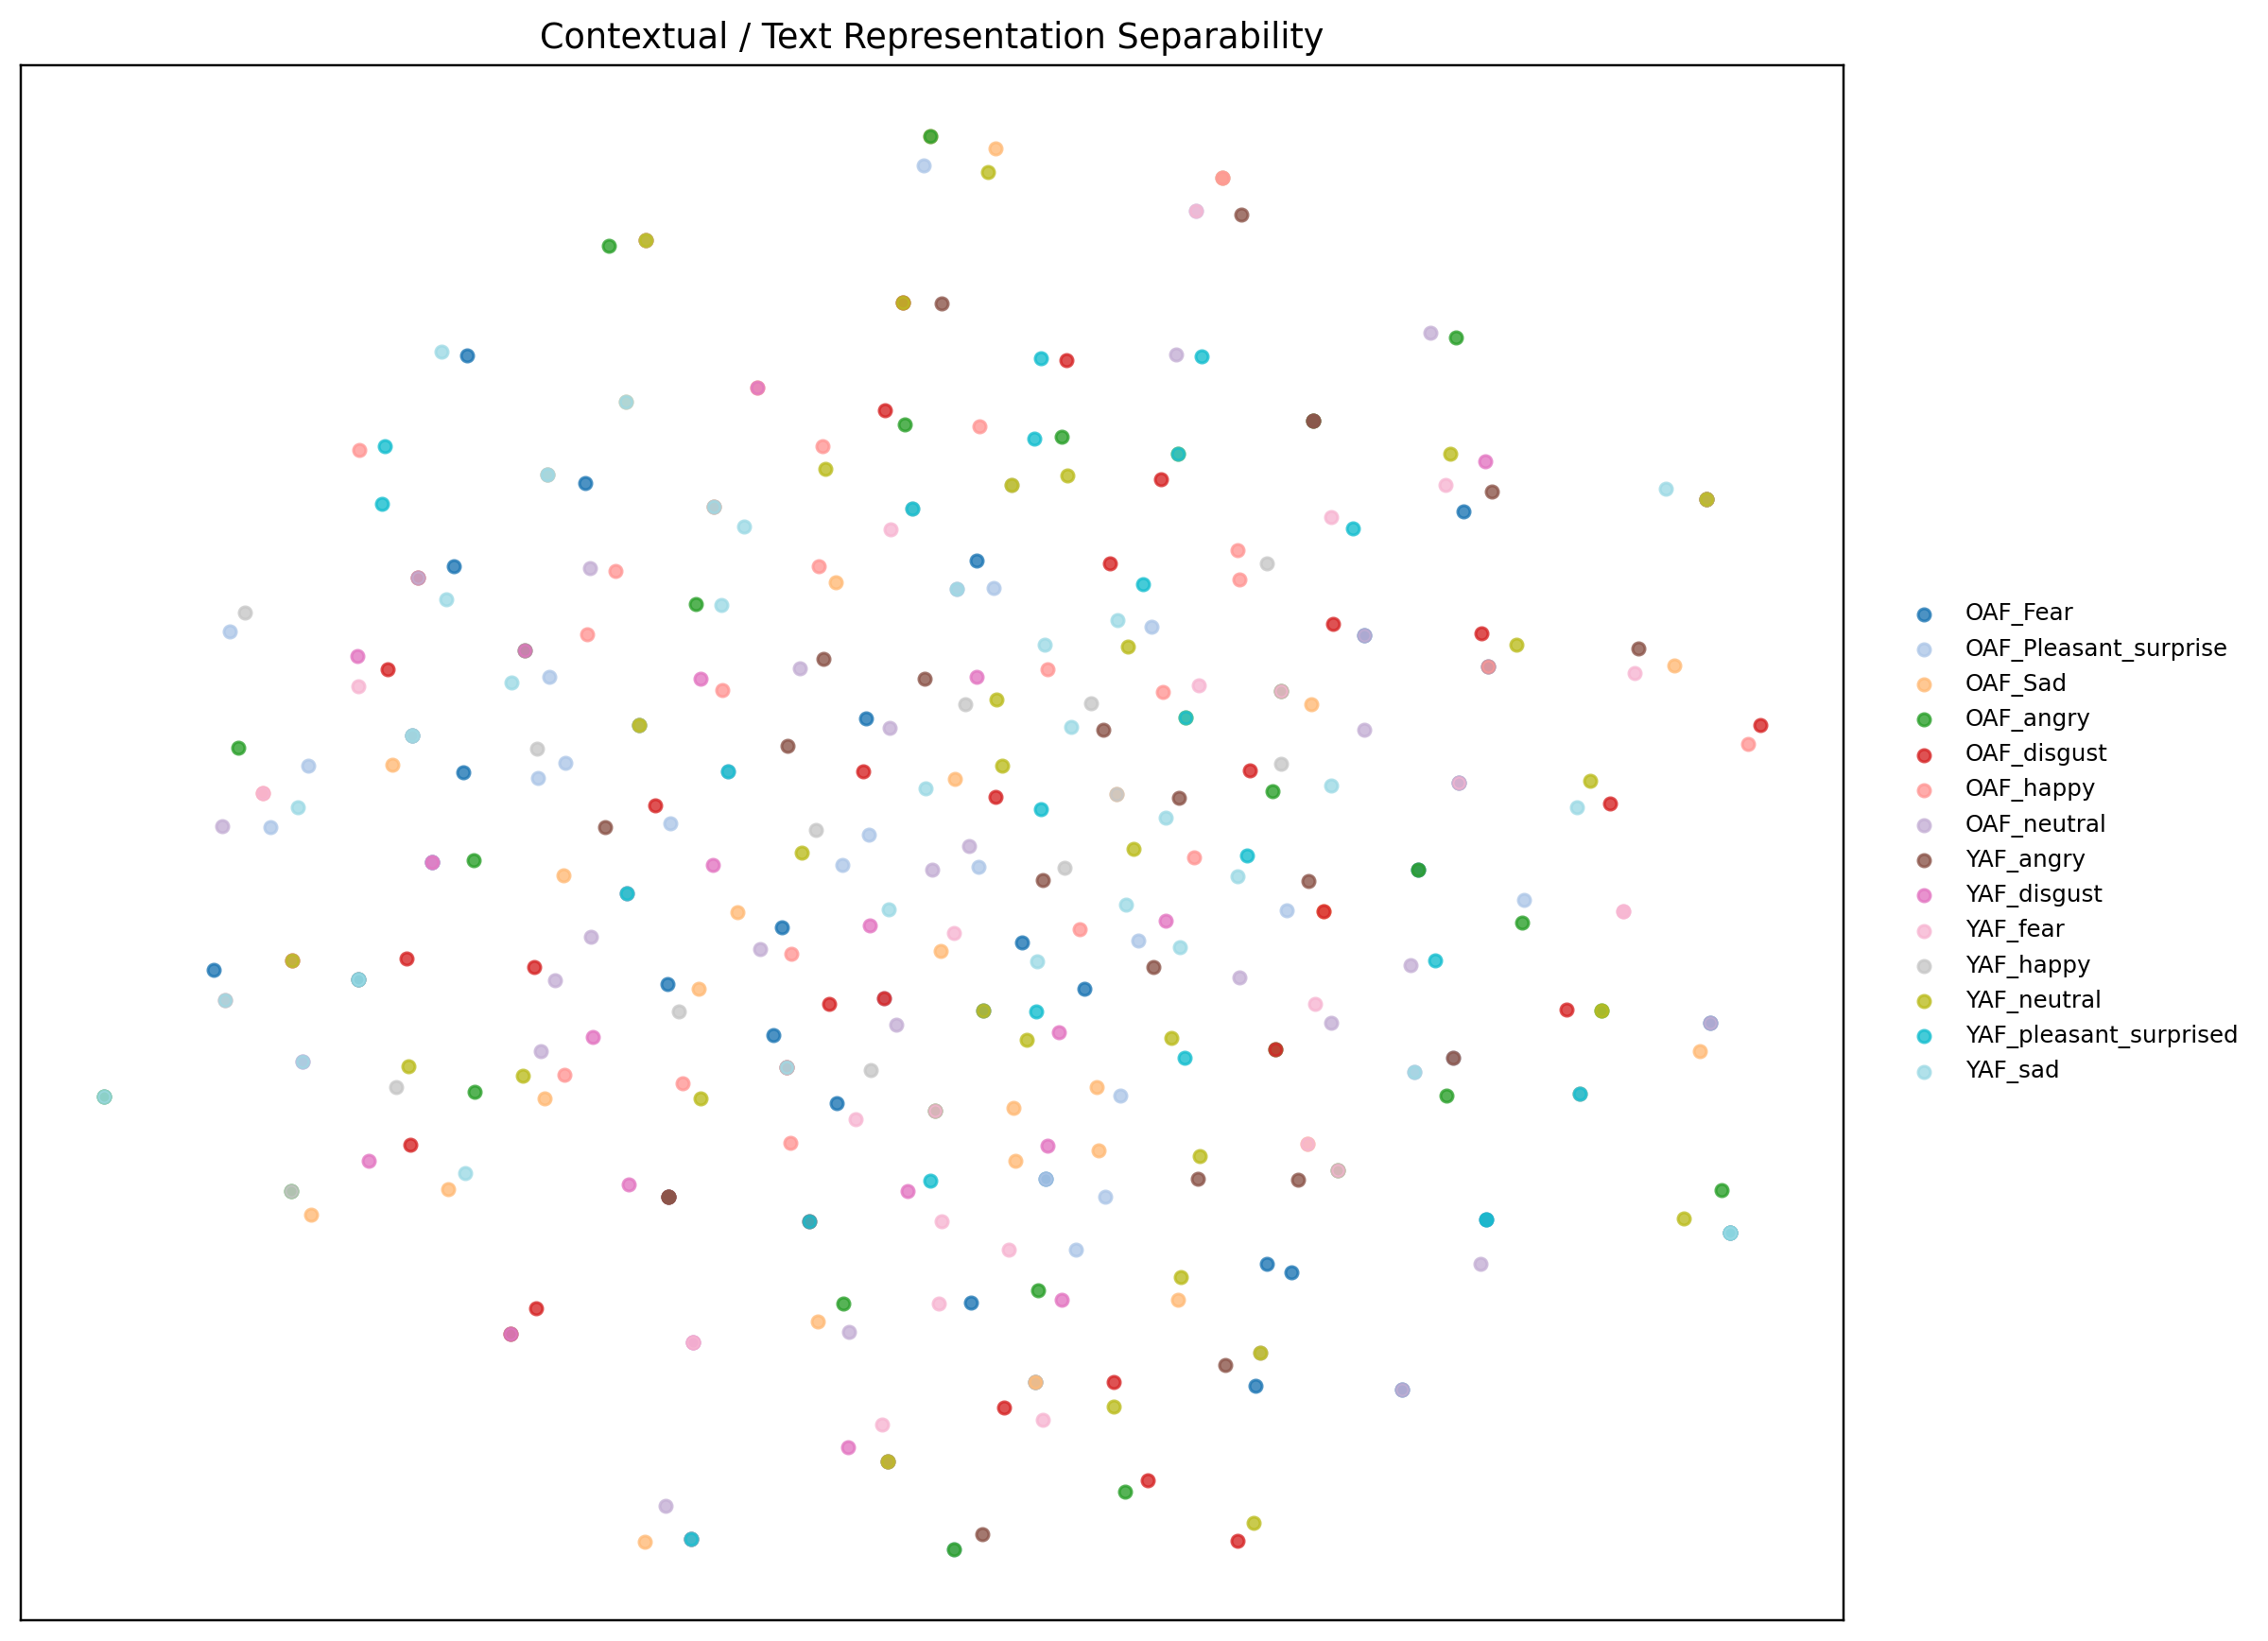 Contextual / Text Representation Separability
OAF_Fear
OAF_Pleasant_surprise
OAF_Sad
OAF_angry
OAF_disgust
OAF_happy
OAF_neutral
YAF_angry
YAF_disgust
YAF_fear
YAF_happy
YAF_neutral
YAF_pleasant_surprised
YAF_sad